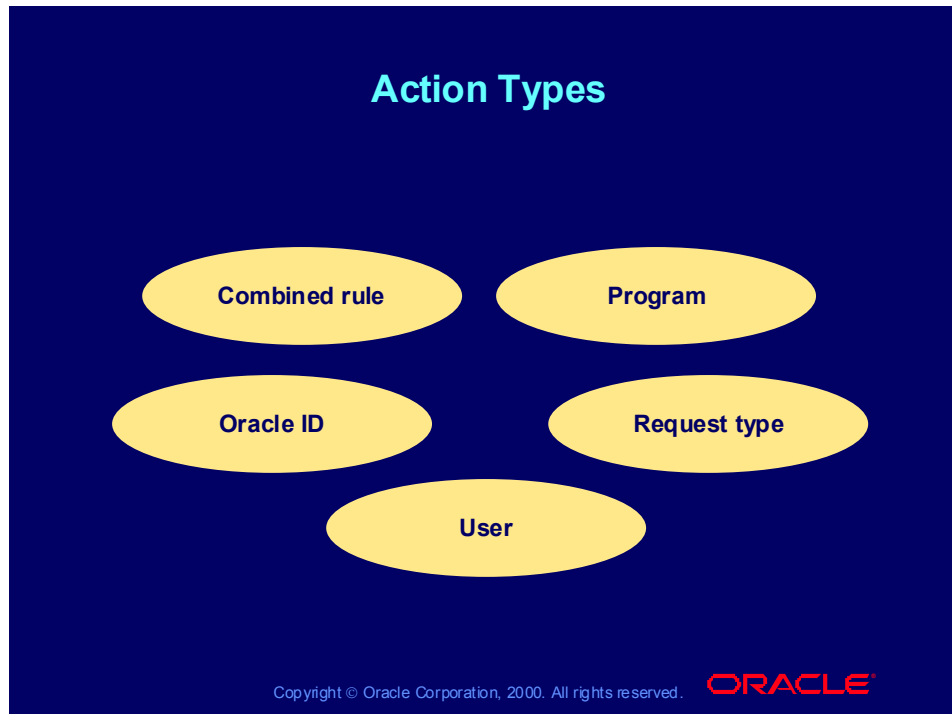 Action Types
Combined rule
Program
Oracle ID
Request type
User
Copyright © Oracle Corporation, 2000. All rights reserved.
ORACLE®